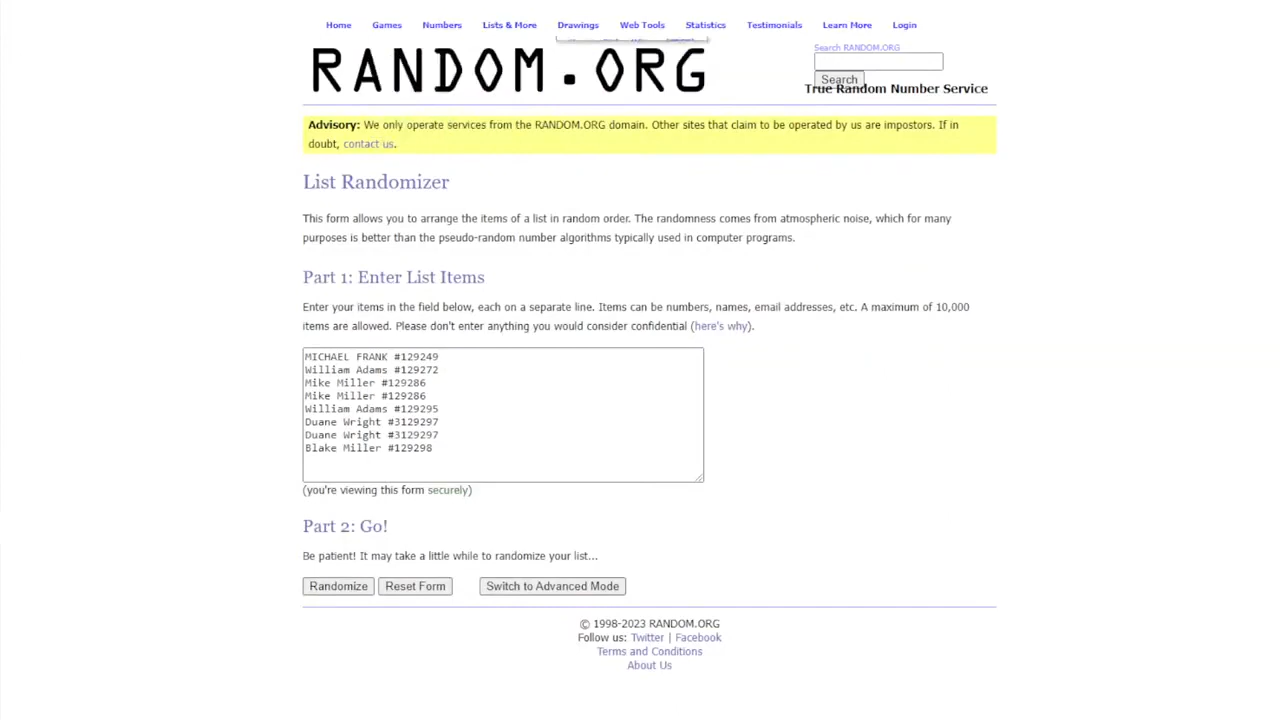 Home Games Numbers Lists & More Drawings Web Tools Statistics Testimonials Learn More Login
RANDOM.ORG
Search RANDOM.ORG
Search
True Random Number Service
Advisory: We only operate services from the RANDOM.ORG domain. Other sites that claim to be operated by us are impostors. If in
doubt, contact us.
List Randomizer
This form allows you to arrange the items of a list in random order. The randomness comes from atmospheric noise, which for many
purposes is better than the pseudo-random number algorithms typically used in computer programs.
Part 1: Enter List Items
Enter your items in the field below, each on a separate line. Items can be numbers, names, email addresses, etc. A maximum of 10,000
items are allowed. Please don't enter anything you would consider confidential (here's why).
MICHAEL FRANK #129249
William Adams #129272
Mike Miller #129286
Mike Miller #129286
William Adams #129295
Duane Wright #3129297
Duane Wright #3129297
Blake Miller #129298
(you're viewing this form securely)
Part 2: Go!
Be patient! It may take a little while to randomize your list...
Randomize Reset Form Switch to Advanced Mode
© 1998-2023 RANDOM.ORG
Follow us: Twitter | Facebook
Terms and Conditions
About Us